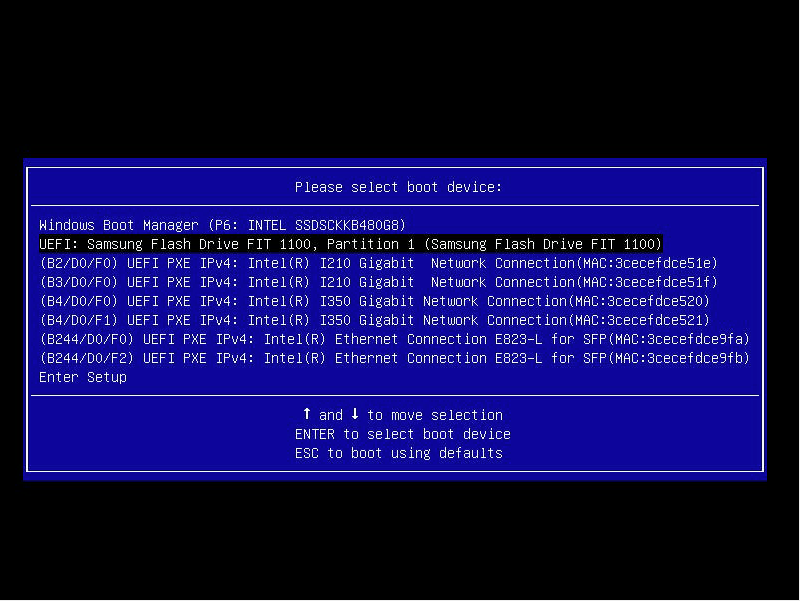 Please select boot device:
Windows Boot Manager (P6: INTEL SSDSCKKB480G8)
UEFI: Samsung Flash Drive FIT 1100, Partition 1 (Samsung Flash Drive FIT 1100)
(B2/D0/F0) UEFI PXE IPv4: Intel(R) I210 Gigabit  Network Connection(MAC:3cecefdce51e)
(B3/D0/F0) UEFI PXE IPv4: Intel(R) I210 Gigabit  Network Connection(MAC:3cecefdce51f)
(B4/D0/F0) UEFI PXE IPv4: Intel(R) I350 Gigabit Network Connection(MAC:3cecefdce520)
(B4/D0/F1) UEFI PXE IPv4: Intel(R) I350 Gigabit Network Connection(MAC:3cecefdce521)
(B244/D0/F0) UEFI PXE IPv4: Intel(R) Ethernet Connection E823-L for SFP(MAC:3cecefdce9fa)
(B244/D0/F2) UEFI PXE IPv4: Intel(R) Ethernet Connection E823-L for SFP(MAC:3cecefdce9fb)
Enter Setup
↑ and ↓ to move selection
ENTER to select boot device
ESC to boot using defaults